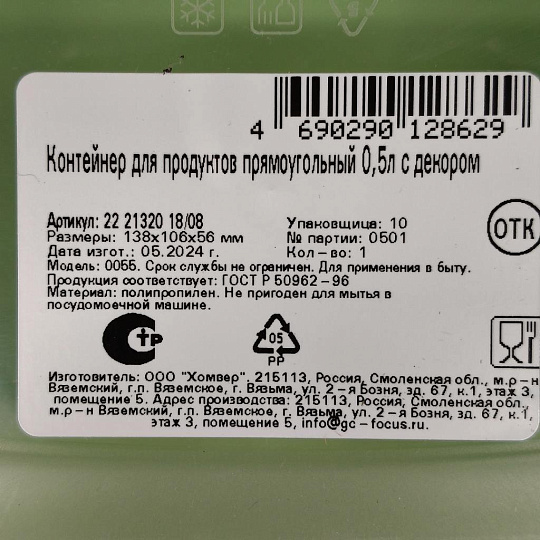 4 690290 128629
Контейнер для продуктов прямоугольный 0,5л с декором
Артикул: 22 21320 18/08
Упаковщица: 10
Размеры: 138x106x56 мм
№ партии: 0501
Дата изгот.: 05.2024 г.
Кол-во: 1
ОТК
Модель: 0055. Срок службы не ограничен. Для применения в быту.
Продукция соответствует: ГОСТ Р 50962-96
Материал: полипропилен. Не пригоден для мытья в
посудомоечной машине.
СТР
05
PP
Изготовитель: ООО "Хомвер". 215113, Россия, Смоленская обл., м.р-н
Вяземский, г.п. Вяземское, г. Вязьма, ул. 2-я Бозня, зд. 67, к.1, этаж 3,
помещение 5. Адрес производства: 215113, Россия, Смоленская обл.,
м.р-н Вяземский, г.п. Вяземское, г. Вязьма, ул. 2-я Бозня, зд. 67, к.1,
этаж 3, помещение 5, info@gc-focus.ru.